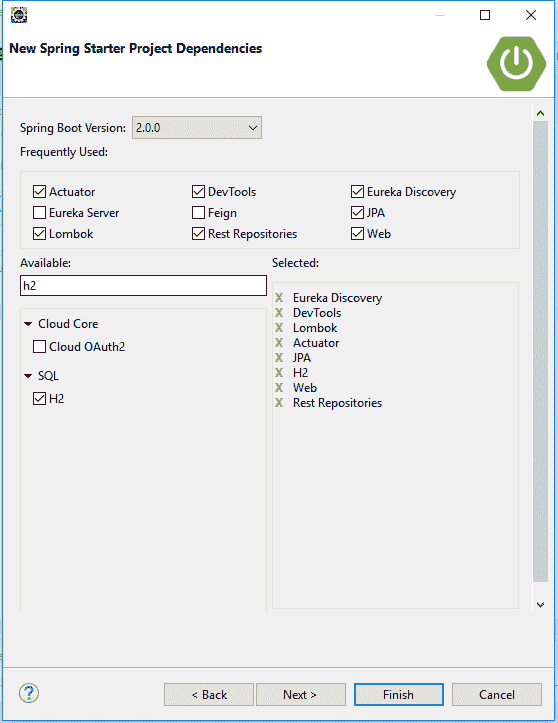 New Spring Starter Project Dependencies
Spring Boot Version: 2.0.0
Frequently Used:
Actuator DevTools Eureka Discovery
Eureka Server Feign JPA
Lombok Rest Repositories Web
Available: Selected:
h2
X Eureka Discovery
X DevTools
X Lombok
X Actuator
X JPA
X H2
X Web
X Rest Repositories
Cloud Core
Cloud OAuth2
SQL
H2
?
< Back Next > Finish Cancel